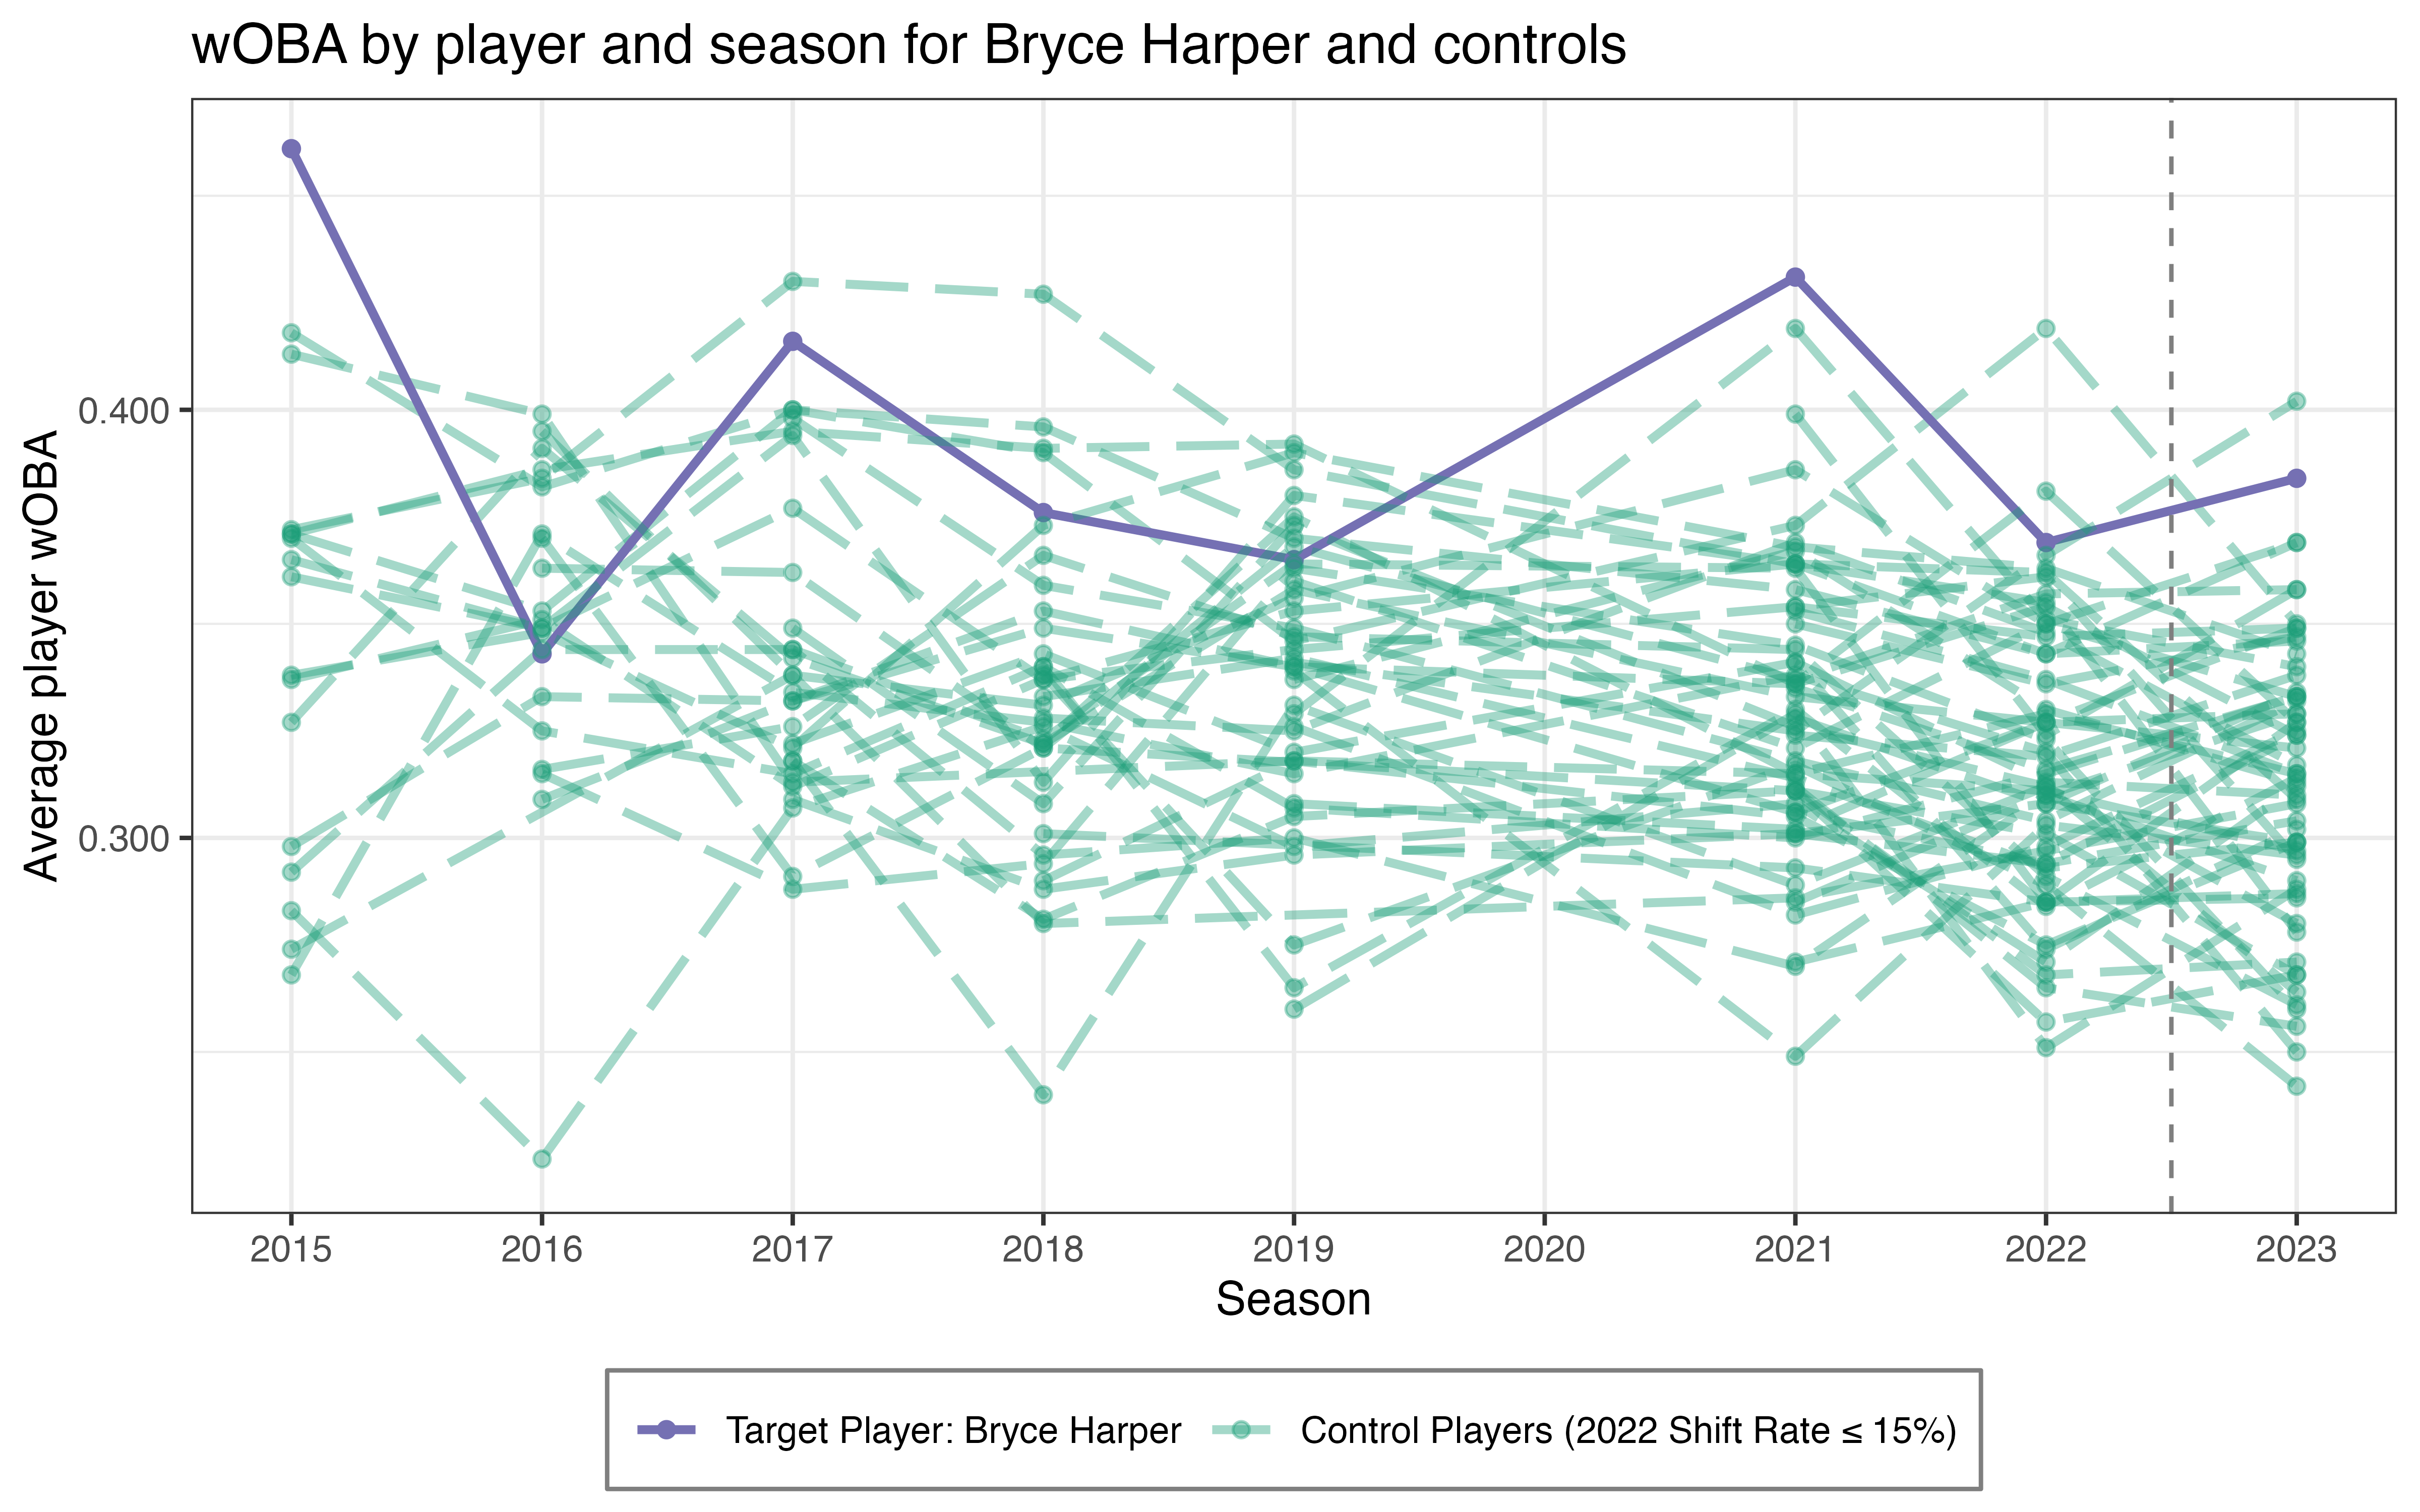 wOBA by player and season for Bryce Harper and controls
Average player wOBA
0.400
0.300
2015 2016 2017 2018 2019 2020 2021 2022 2023
Season
Target Player: Bryce Harper Control Players (2022 Shift Rate ≤ 15%)